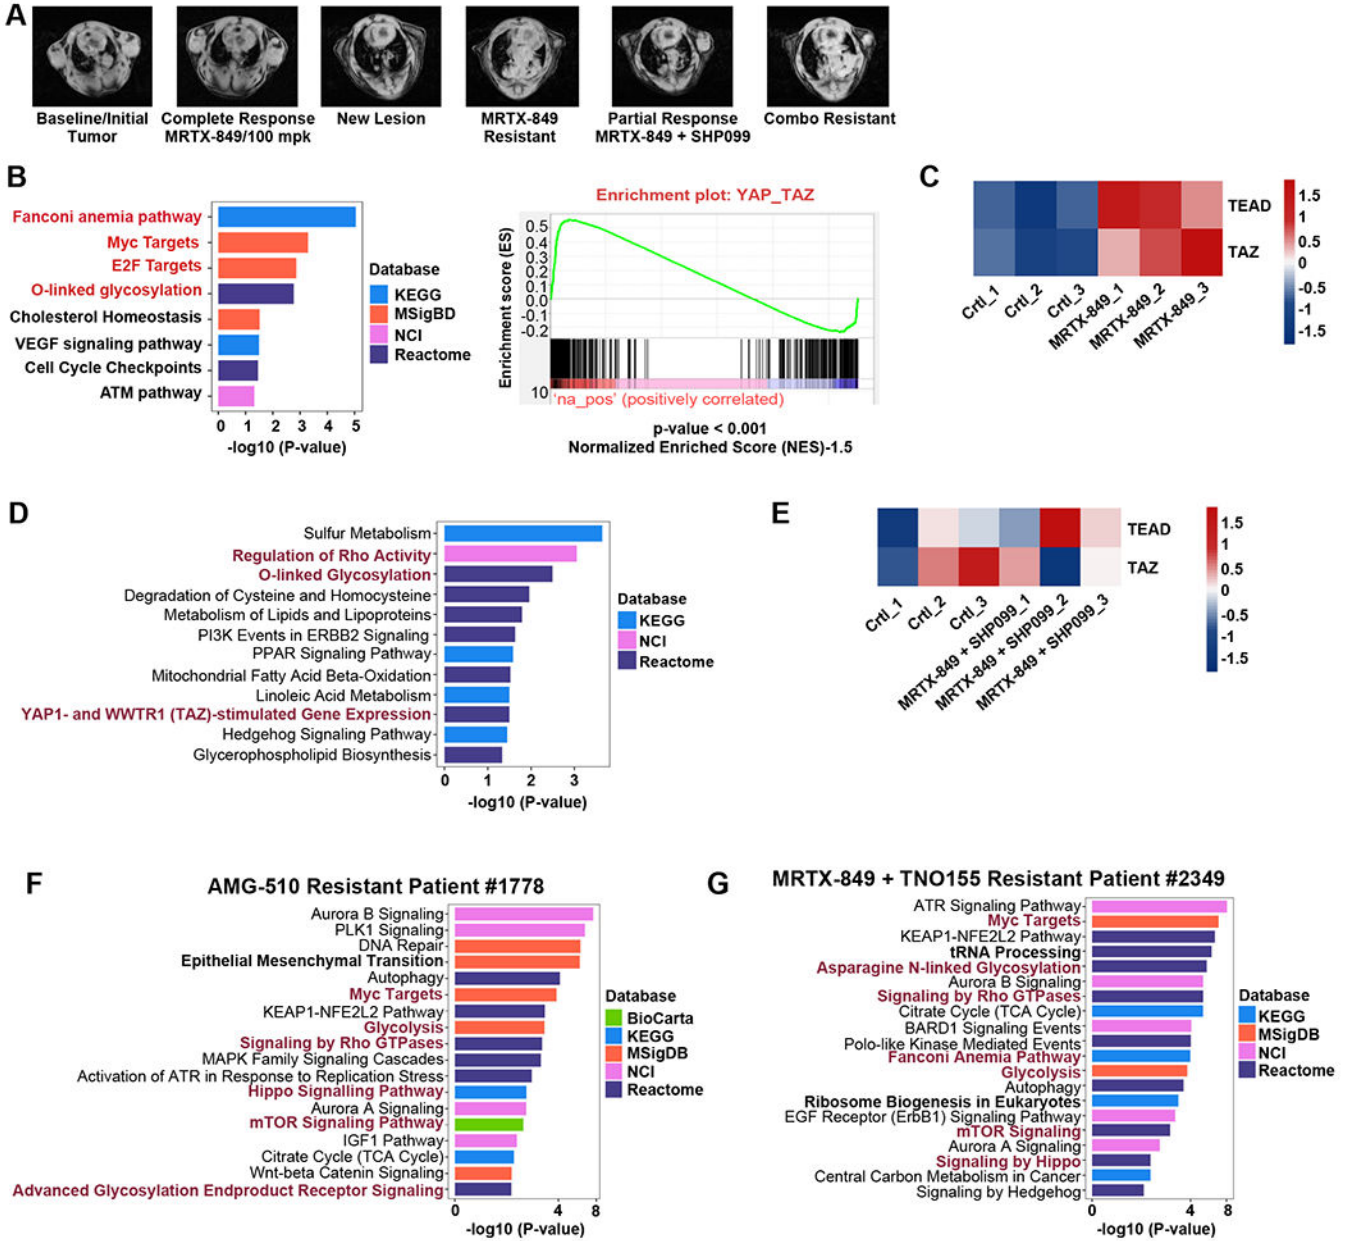 A
Baseline/Initial
Tumor
Complete Response
MRTX-849/100 mpk
New Lesion
MRTX-849
Resistant
Partial Response
MRTX-849 + SHP099
Combo Resistant
B
Fanconi anemia pathway
Myc Targets
E2F Targets
O-linked glycosylation
Cholesterol Homeostasis
VEGF signaling pathway
Cell Cycle Checkpoints
ATM pathway
0 1 2 3 4 5
-log10 (P-value)
Database
KEGG
MSigBD
NCI
Reactome
Enrichment plot: YAP_TAZ
Enrichment score (ES)
0.5
0.4
0.3
0.2
0.1
0.0
-0.1
-0.2
10
'na_pos' (positively correlated)
p-value < 0.001
Normalized Enriched Score (NES)-1.5
C
TEAD
TAZ
Crtl_1
Crtl_2
Crtl_3
MRTX-849_1
MRTX-849_2
MRTX-849_3
1.5
1
0.5
0
-0.5
-1
-1.5
D
Sulfur Metabolism
Regulation of Rho Activity
O-linked Glycosylation
Degradation of Cysteine and Homocysteine
Metabolism of Lipids and Lipoproteins
PI3K Events in ERBB2 Signaling
PPAR Signaling Pathway
Mitochondrial Fatty Acid Beta-Oxidation
Linoleic Acid Metabolism
YAP1- and WWTR1 (TAZ)-stimulated Gene Expression
Hedgehog Signaling Pathway
Glycerophospholipid Biosynthesis
0 1 2 3
-log10 (P-value)
Database
KEGG
NCI
Reactome
E
TEAD
TAZ
Crtl_1
Crtl_2
Crtl_3
MRTX-849 + SHP099_1
MRTX-849 + SHP099_2
MRTX-849 + SHP099_3
1.5
1
0.5
0
-0.5
-1
-1.5
F
AMG-510 Resistant Patient #1778
Aurora B Signaling
PLK1 Signaling
DNA Repair
Epithelial Mesenchymal Transition
Autophagy
Myc Targets
KEAP1-NFE2L2 Pathway
Glycolysis
Signaling by Rho GTPases
MAPK Family Signaling Cascades
Activation of ATR in Response to Replication Stress
Hippo Signalling Pathway
Aurora A Signaling
mTOR Signaling Pathway
IGF1 Pathway
Citrate Cycle (TCA Cycle)
Wnt-beta Catenin Signaling
Advanced Glycosylation Endproduct Receptor Signaling
0 4 8
-log10 (P-value)
Database
BioCarta
KEGG
MSigDB
NCI
Reactome
G
MRTX-849 + TNO155 Resistant Patient #2349
ATR Signaling Pathway
Myc Targets
KEAP1-NFE2L2 Pathway
tRNA Processing
Asparagine N-linked Glycosylation
Aurora B Signaling
Signaling by Rho GTPases
Citrate Cycle (TCA Cycle)
BARD1 Signaling Events
Polo-like Kinase Mediated Events
Fanconi Anemia Pathway
Glycolysis
Autophagy
Ribosome Biogenesis in Eukaryotes
EGF Receptor (ErbB1) Signaling Pathway
mTOR Signaling
Aurora A Signaling
Signaling by Hippo
Central Carbon Metabolism in Cancer
Signaling by Hedgehog
0 4 8
-log10 (P-value)
Database
KEGG
MSigDB
NCI
Reactome